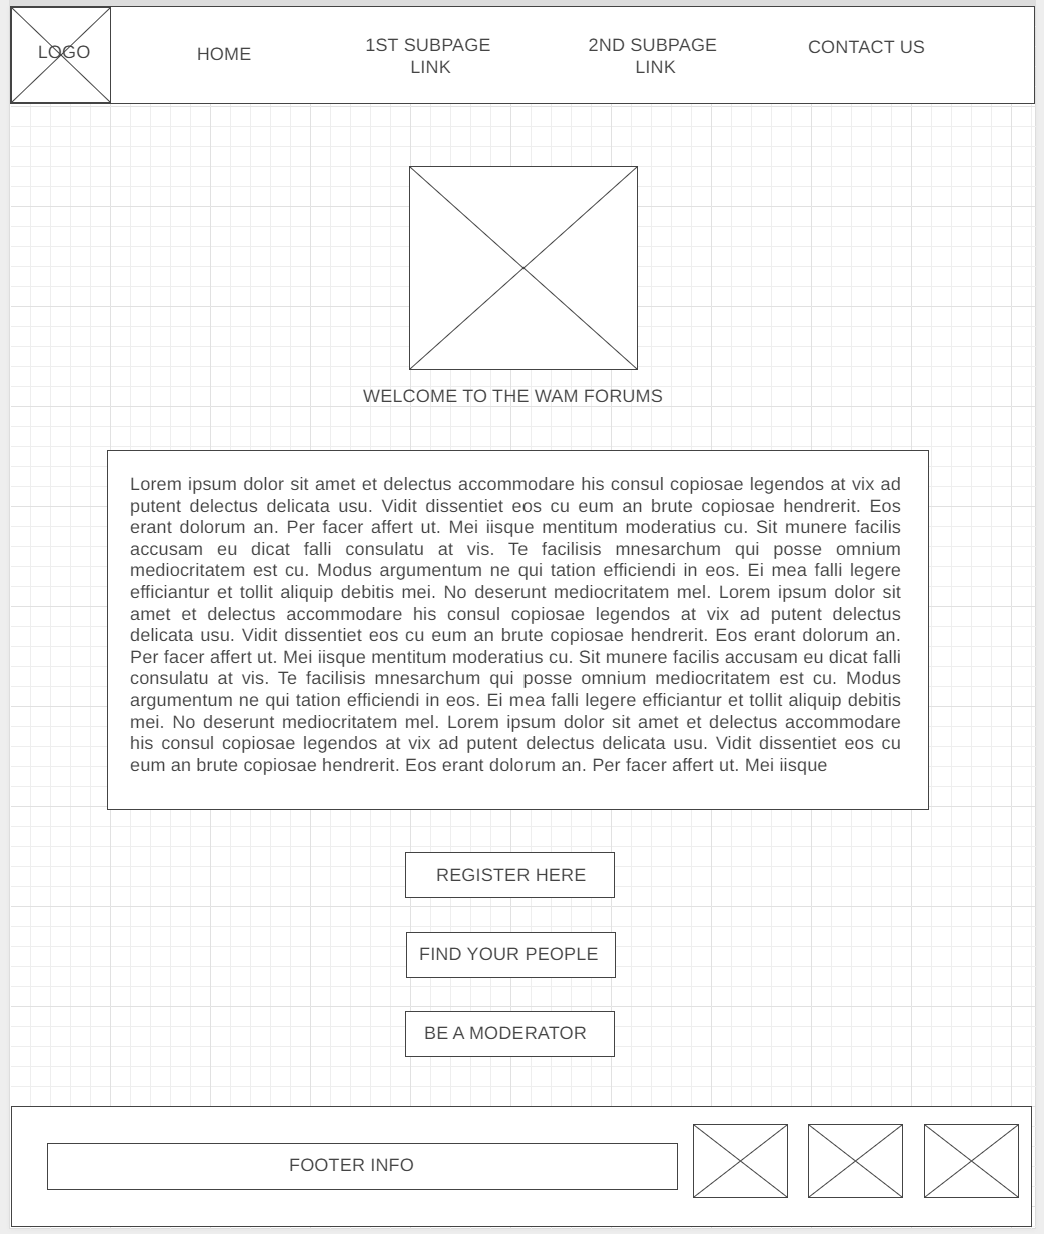 LOGO
HOME
1ST SUBPAGE
LINK
2ND SUBPAGE
LINK
CONTACT US
WELCOME TO THE WAM FORUMS
Lorem ipsum dolor sit amet et delectus accommodare his consul copiosae legendos at vix ad
putent delectus delicata usu. Vidit dissentiet eos cu eum an brute copiosae hendrerit. Eos
erant dolorum an. Per facer affert ut. Mei iisque mentitum moderatius cu. Sit munere facilis
accusam eu dicat falli consulatu at vis. Te facilisis mnesarchum qui posse omnium
mediocritatem est cu. Modus argumentum ne qui tation efficiendi in eos. Ei mea falli legere
efficiantur et tollit aliquip debitis mei. No deserunt mediocritatem mel. Lorem ipsum dolor sit
amet et delectus accommodare his consul copiosae legendos at vix ad putent delectus
delicata usu. Vidit dissentiet eos cu eum an brute copiosae hendrerit. Eos erant dolorum an.
Per facer affert ut. Mei iisque mentitum moderatius cu. Sit munere facilis accusam eu dicat falli
consulatu at vis. Te facilisis mnesarchum qui posse omnium mediocritatem est cu. Modus
argumentum ne qui tation efficiendi in eos. Ei mea falli legere efficiantur et tollit aliquip debitis
mei. No deserunt mediocritatem mel. Lorem ipsum dolor sit amet et delectus accommodare
his consul copiosae legendos at vix ad putent delectus delicata usu. Vidit dissentiet eos cu
eum an brute copiosae hendrerit. Eos erant dolorum an. Per facer affert ut. Mei iisque
REGISTER HERE
FIND YOUR PEOPLE
BE A MODERATOR
FOOTER INFO